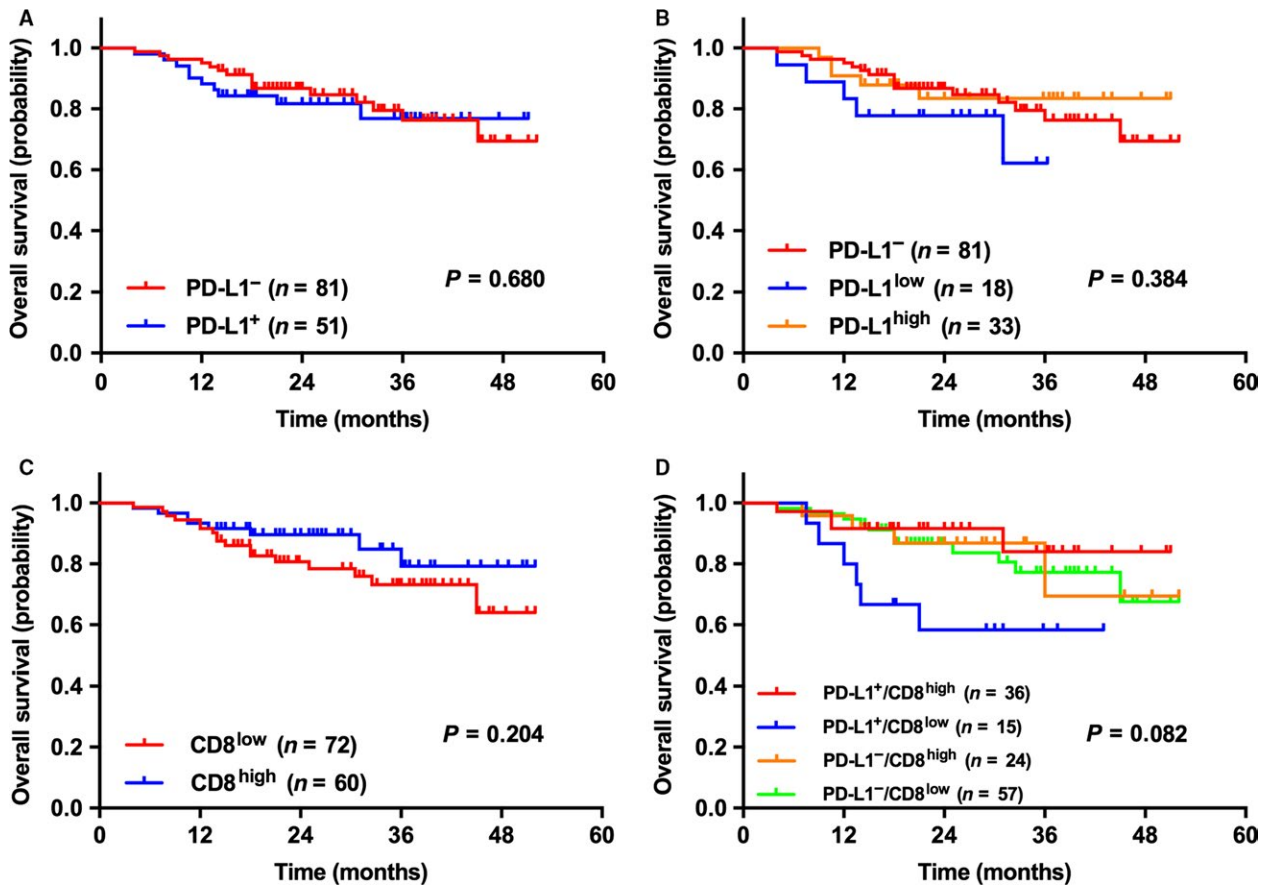 A
Overall survival (probability)
1.0
0.8
0.6
0.4
0.2
0.0
PD-L1⁻ (n = 81)
PD-L1⁺ (n = 51)
P = 0.680
0 12 24 36 48 60
Time (months)
B
Overall survival (probability)
1.0
0.8
0.6
0.4
0.2
0.0
PD-L1⁻ (n = 81)
PD-L1low (n = 18)
PD-L1high (n = 33)
P = 0.384
0 12 24 36 48 60
Time (months)
C
Overall survival (probability)
1.0
0.8
0.6
0.4
0.2
0.0
CD8low (n = 72)
CD8high (n = 60)
P = 0.204
0 12 24 36 48 60
Time (months)
D
Overall survival (probability)
1.0
0.8
0.6
0.4
0.2
0.0
PD-L1⁺/CD8high (n = 36)
PD-L1⁺/CD8low (n = 15)
PD-L1⁻/CD8high (n = 24)
PD-L1⁻/CD8low (n = 57)
P = 0.082
0 12 24 36 48 60
Time (months)